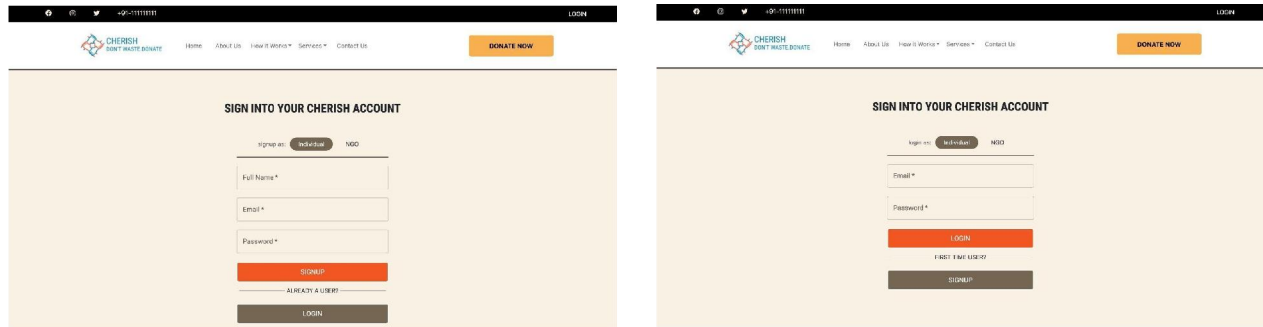 +91-111111111
LOGIN
CHERISH
DON'T WASTE.DONATE
Home About Us How It Works Services Contact Us
DONATE NOW
SIGN INTO YOUR CHERISH ACCOUNT
signup as: Individual NGO
Full Name *
Email *
Password *
SIGNUP
ALREADY A USER?
LOGIN
+91-111111111
LOGIN
CHERISH
DON'T WASTE.DONATE
Home About Us How It Works Services Contact Us
DONATE NOW
SIGN INTO YOUR CHERISH ACCOUNT
login as: Individual NGO
Email *
Password *
LOGIN
FIRST TIME USER?
SIGNUP